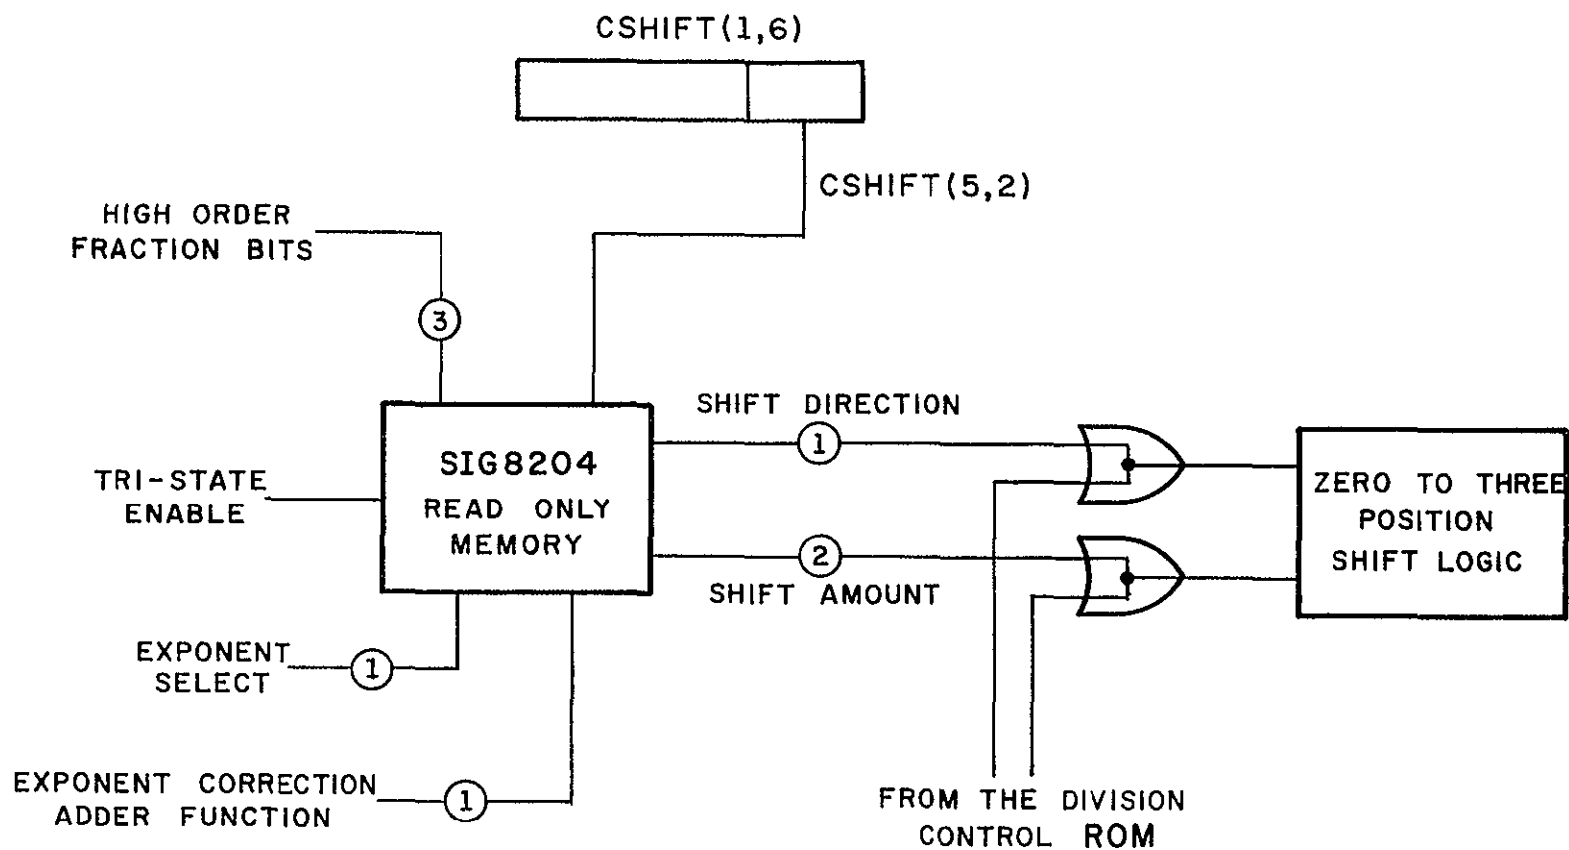 CSHIFT(1,6)
CSHIFT(5,2)
HIGH ORDER
FRACTION BITS
3
SHIFT DIRECTION
1
SIG8204
READ ONLY
MEMORY
TRI-STATE
ENABLE
ZERO TO THREE
POSITION
SHIFT LOGIC
2
SHIFT AMOUNT
EXPONENT
SELECT
1
EXPONENT CORRECTION
ADDER FUNCTION
1
FROM THE DIVISION
CONTROL ROM